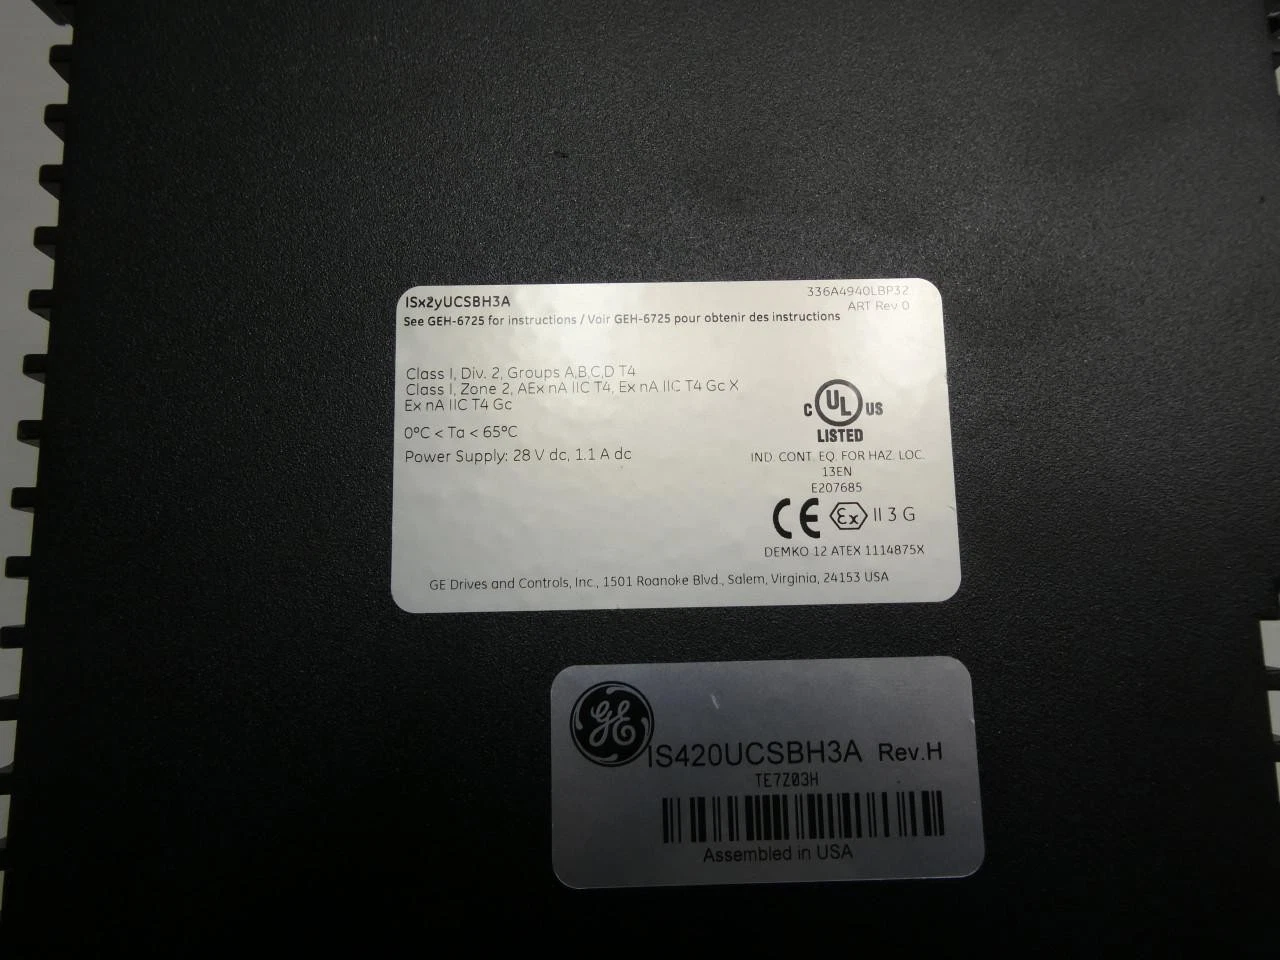 ISx2yUCSBH3A
336A4940LBP32
ART Rev 0
See GEH-6725 for instructions / Voir GEH-6725 pour obtenir des instructions
Class I, Div. 2, Groups A,B,C,D T4
Class I, Zone 2, AEx nA IIC T4, Ex nA IIC T4 Gc X
Ex nA IIC T4 Gc
0°C < Ta < 65°C
Power Supply: 28 V dc, 1.1 A dc
C UL US
LISTED
IND. CONT. EQ. FOR HAZ. LOC.
13EN
E207685
CE Ex II 3 G
DEMKO 12 ATEX 1114875X
GE Drives and Controls, Inc., 1501 Roanoke Blvd., Salem, Virginia, 24153 USA
GE
IS420UCSBH3A Rev.H
TE7Z03H
Assembled in USA